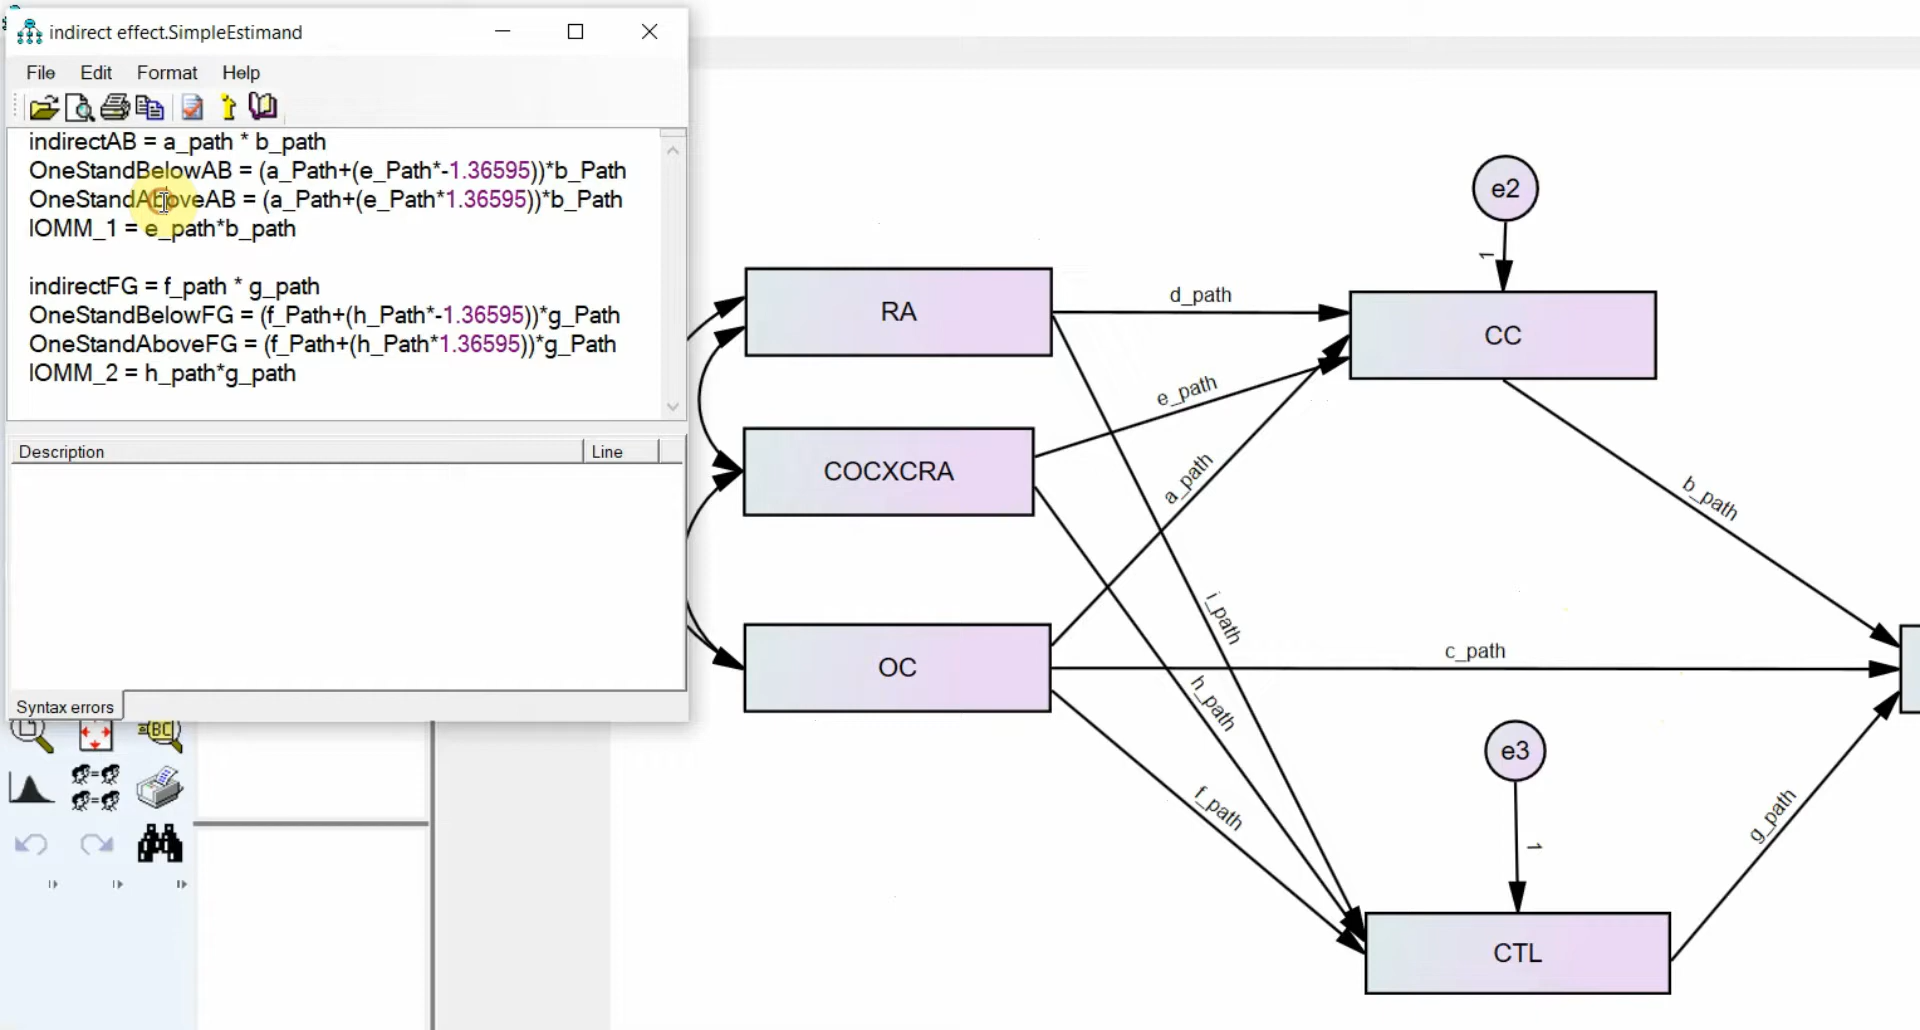 indirect effect.SimpleEstimand
File Edit Format Help
indirectAB = a_path * b_path
OneStandBelowAB = (a_Path+(e_Path*-1.36595))*b_Path
OneStandAboveAB = (a_Path+(e_Path*1.36595))*b_Path
IOMM_1 = e_path*b_path
indirectFG = f_path * g_path
OneStandBelowFG = (f_Path+(h_Path*-1.36595))*g_Path
OneStandAboveFG = (f_Path+(h_Path*1.36595))*g_Path
IOMM_2 = h_path*g_path
Description Line
Syntax errors
e2
1
RA
d_path
CC
e_path
COCXCRA
a_path
b_path
i_path
OC
c_path
h_path
e3
f_path
1
g_path
CTL